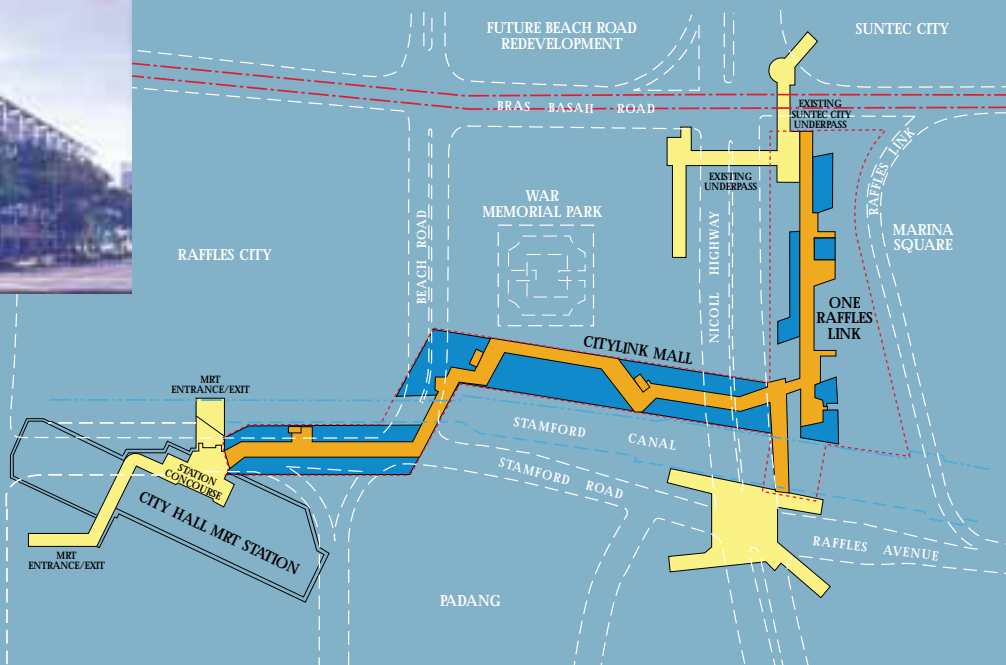 FUTURE BEACH ROAD
REDEVELOPMENT
SUNTEC CITY
BRAS BASAH ROAD
EXISTING
SUNTEC CITY
UNDERPASS
RAFFLES LINK
EXISTING
UNDERPASS
WAR
MEMORIAL PARK
BEACH ROAD
NICOLL HIGHWAY
MARINA
SQUARE
RAFFLES CITY
ONE
RAFFLES
LINK
CITYLINK MALL
MRT
ENTRANCE/EXIT
STAMFORD CANAL
STATION
CONCOURSE
STAMFORD ROAD
CITY HALL MRT STATION
RAFFLES AVENUE
MRT
ENTRANCE/EXIT
PADANG